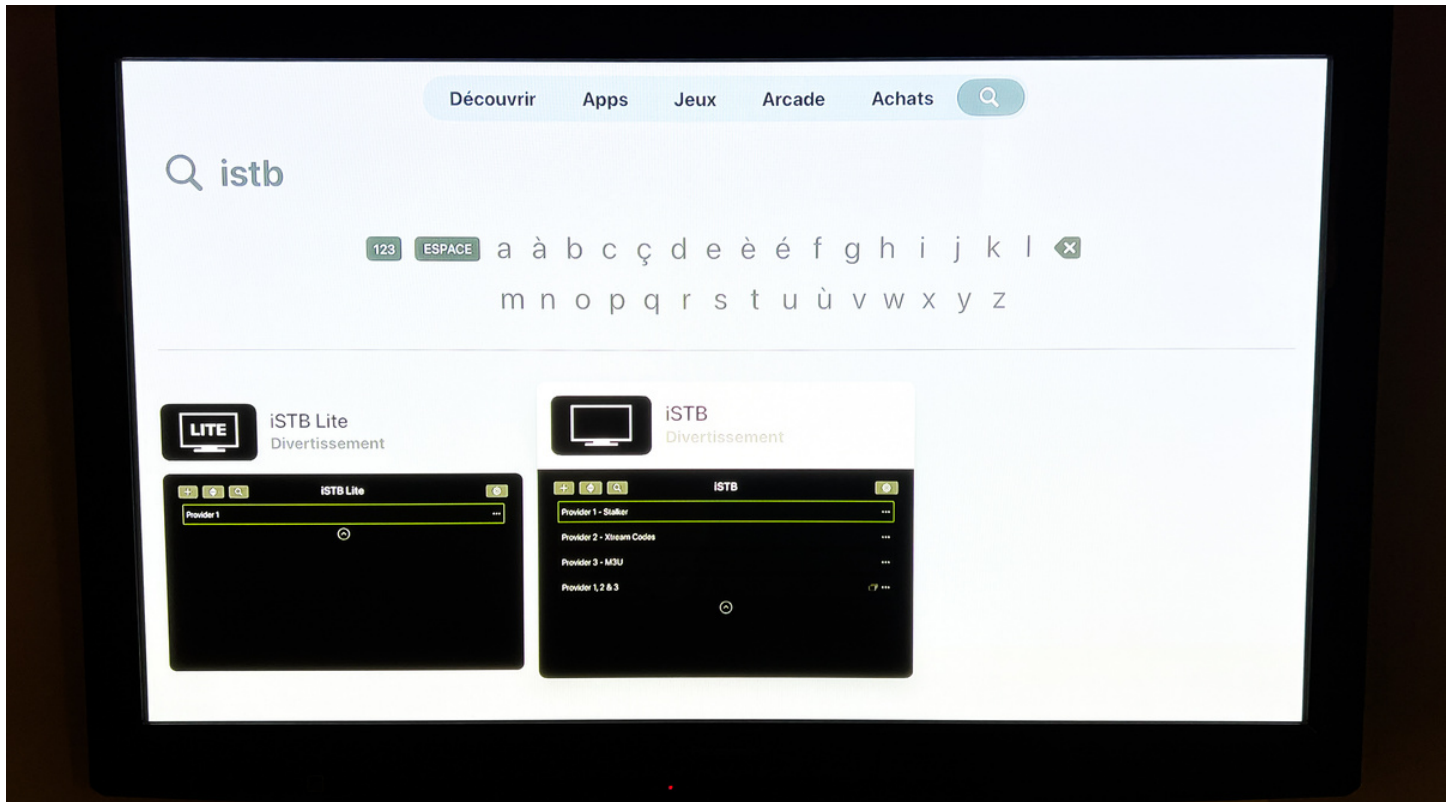 Découvrir Apps Jeux Arcade Achats
istb
123 ESPACE a à b c ç d e è é f g h i j k l
m n o p q r s t u ù v w x y z
LITE
iSTB Lite
Divertissement
iSTB Lite
Provider 1
iSTB
Divertissement
iSTB
Provider 1 - Stalker
Provider 2 - Xtream Codes
Provider 3 - M3U
Provider 1, 2 & 3